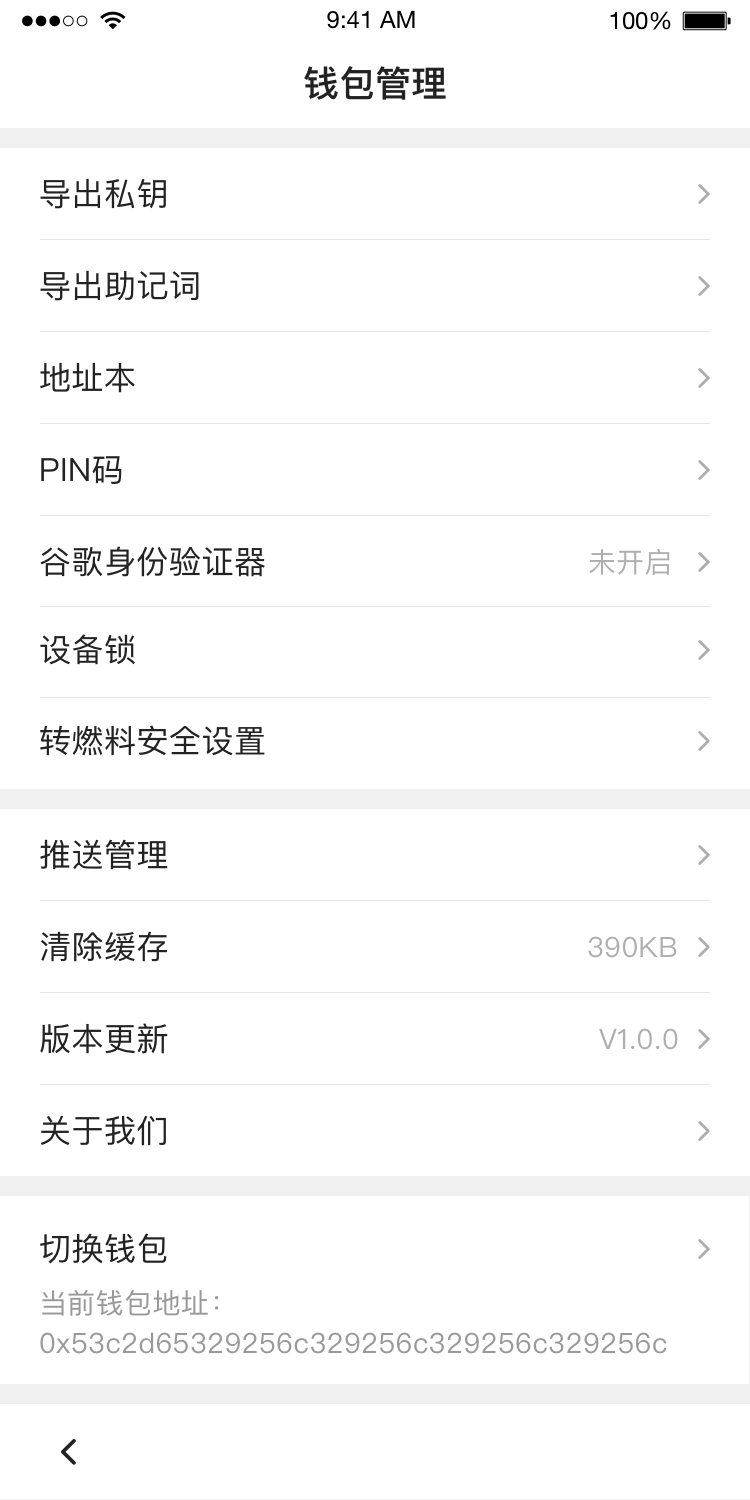 9:41 AM 100%
钱包管理
导出私钥
导出助记词
地址本
PIN码
谷歌身份验证器 未开启
设备锁
转燃料安全设置
推送管理
清除缓存 390KB
版本更新 V1.0.0
关于我们
切换钱包
当前钱包地址：
0x53c2d65329256c329256c329256c329256c